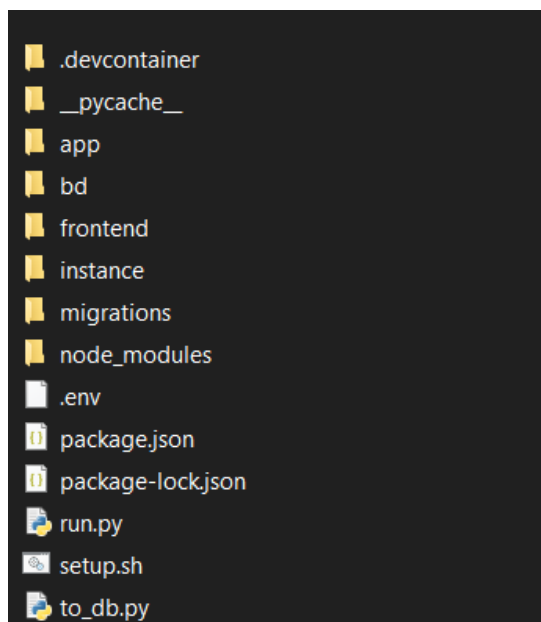 .devcontainer
__pycache__
app
bd
frontend
instance
migrations
node_modules
.env
package.json
package-lock.json
run.py
setup.sh
to_db.py